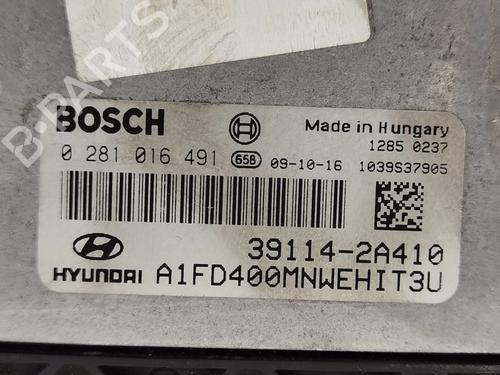 BOSCH
Made in Hungary
1285 0237
0 281 016 491 658 09-10-16 1039S37905
39114-2A410
HYUNDAI A1FD400MNWEHIT3U
B-PARTS